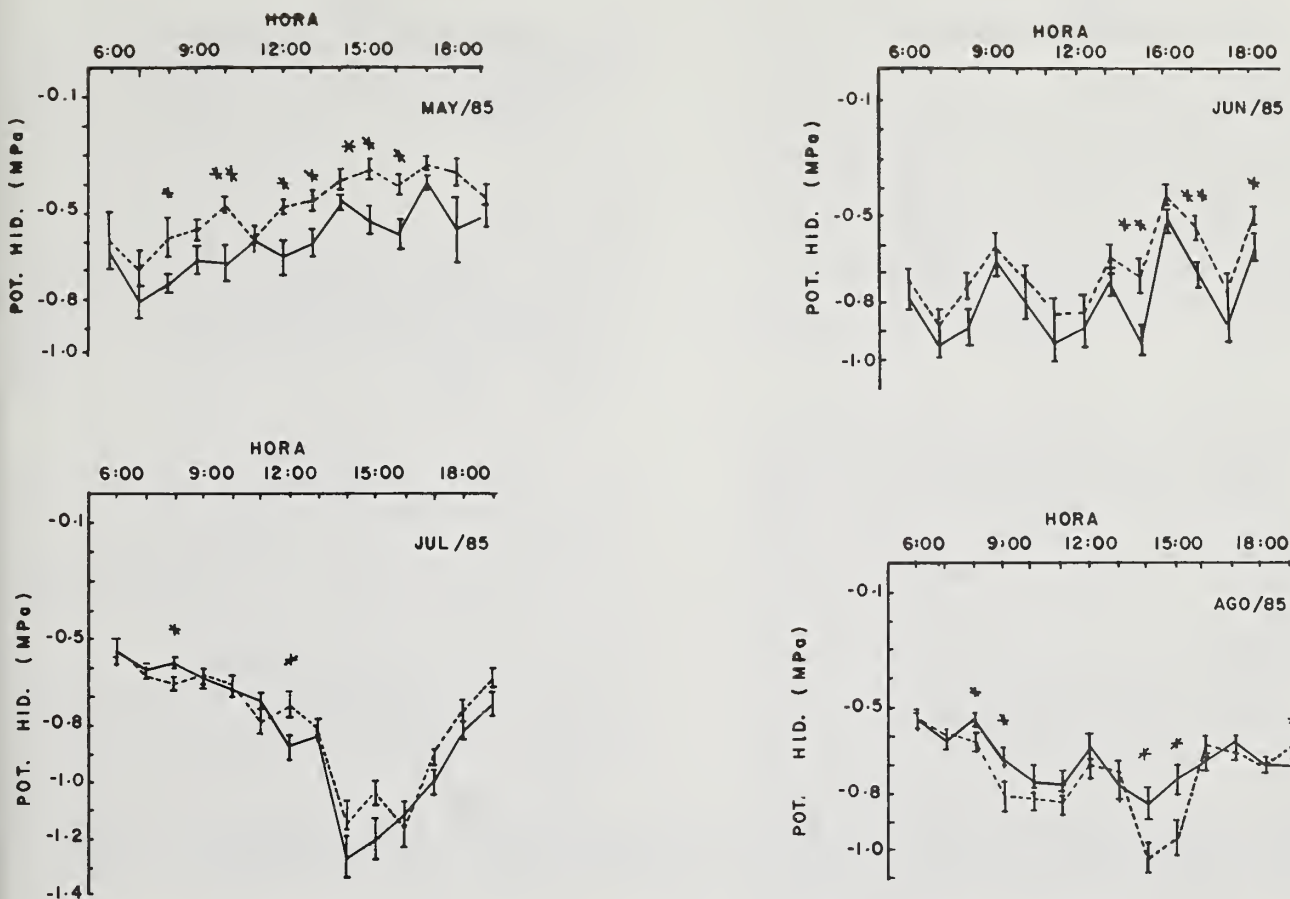 HORA
6:00 9:00 12:00 15:00 18:00
MAY/85
POT. HID. (MPa)
-0.1
-0.5
-0.8
-1.0
HORA
6:00 9:00 12:00 16:00 18:00
JUN/85
POT. HID. (MPa)
-0.1
-0.5
-0.8
-1.0
HORA
6:00 9:00 12:00 15:00 18:00
JUL/85
POT. HID. (MPa)
-0.1
-0.5
-0.8
-1.0
-1.2
-1.4
HORA
6:00 9:00 12:00 15:00 18:00
AGO/85
POT. HID. (MPa)
-0.1
-0.5
-0.8
-1.0